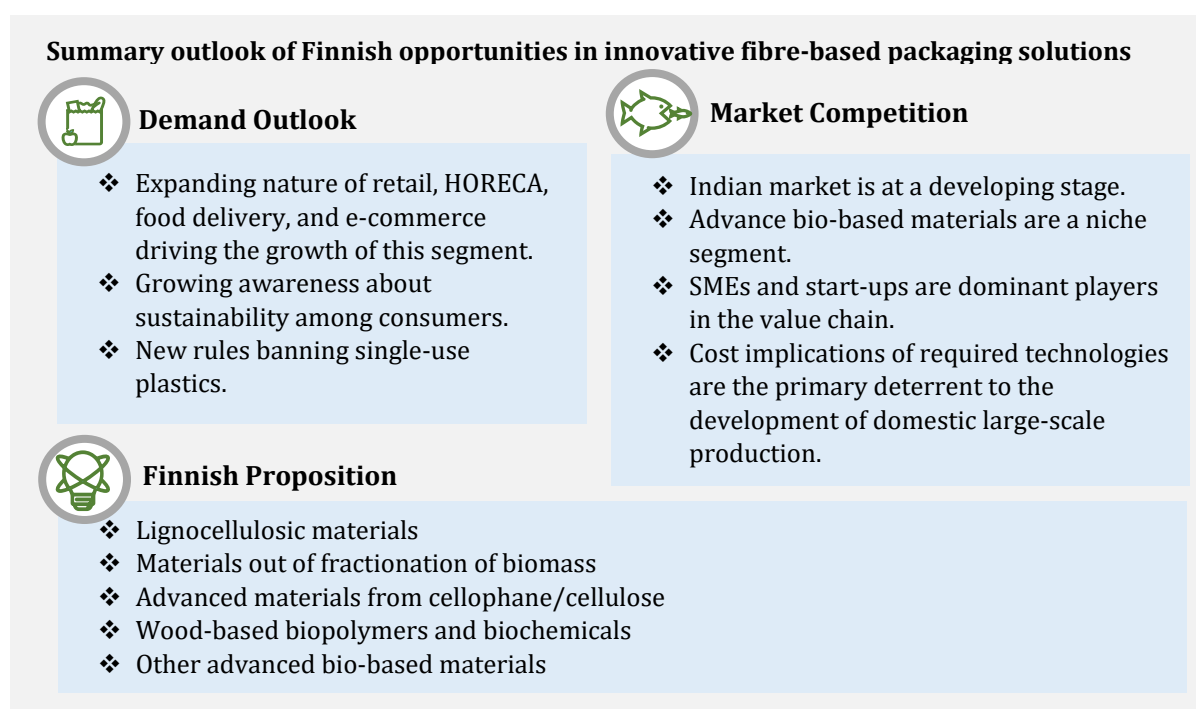 Summary outlook of Finnish opportunities in innovative fibre-based packaging solutions
Demand Outlook
❖ Expanding nature of retail, HORECA,
food delivery, and e-commerce
driving the growth of this segment.
❖ Growing awareness about
sustainability among consumers.
❖ New rules banning single-use
plastics.
Market Competition
❖ Indian market is at a developing stage.
❖ Advance bio-based materials are a niche
segment.
❖ SMEs and start-ups are dominant players
in the value chain.
❖ Cost implications of required technologies
are the primary deterrent to the
development of domestic large-scale
production.
Finnish Proposition
❖ Lignocellulosic materials
❖ Materials out of fractionation of biomass
❖ Advanced materials from cellophane/cellulose
❖ Wood-based biopolymers and biochemicals
❖ Other advanced bio-based materials